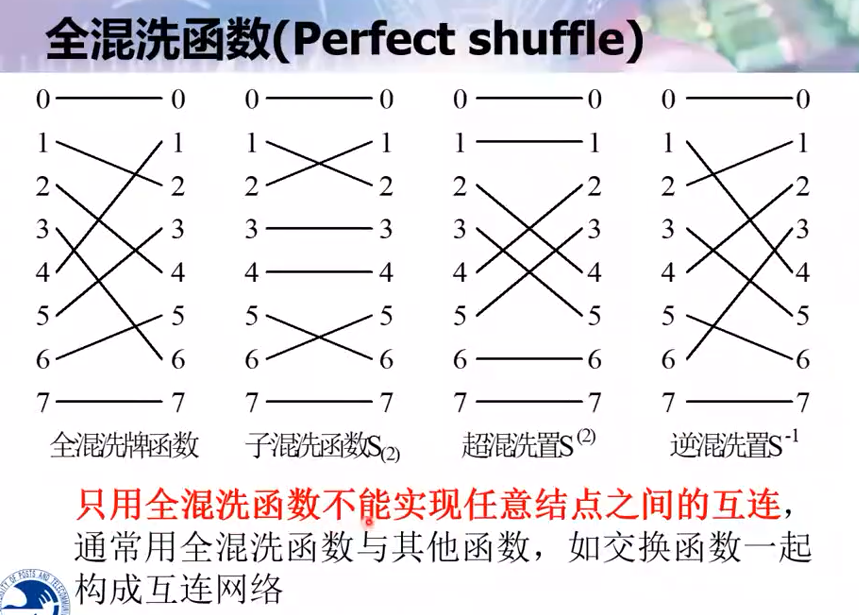 全混洗函数(Perfect shuffle)
0 0 0 0 0 0 0 0
1 1 1 1 1 1 1 1
2 2 2 2 2 2 2 2
3 3 3 3 3 3 3 3
4 4 4 4 4 4 4 4
5 5 5 5 5 5 5 5
6 6 6 6 6 6 6 6
7 7 7 7 7 7 7 7
全混洗牌函数 子混洗函数S(2) 超混洗置S(2) 逆混洗置S-1
只用全混洗函数不能实现任意结点之间的互连，
通常用全混洗函数与其他函数，如交换函数一起
构成互连网络
OF POSTS AND TELECOMMUN